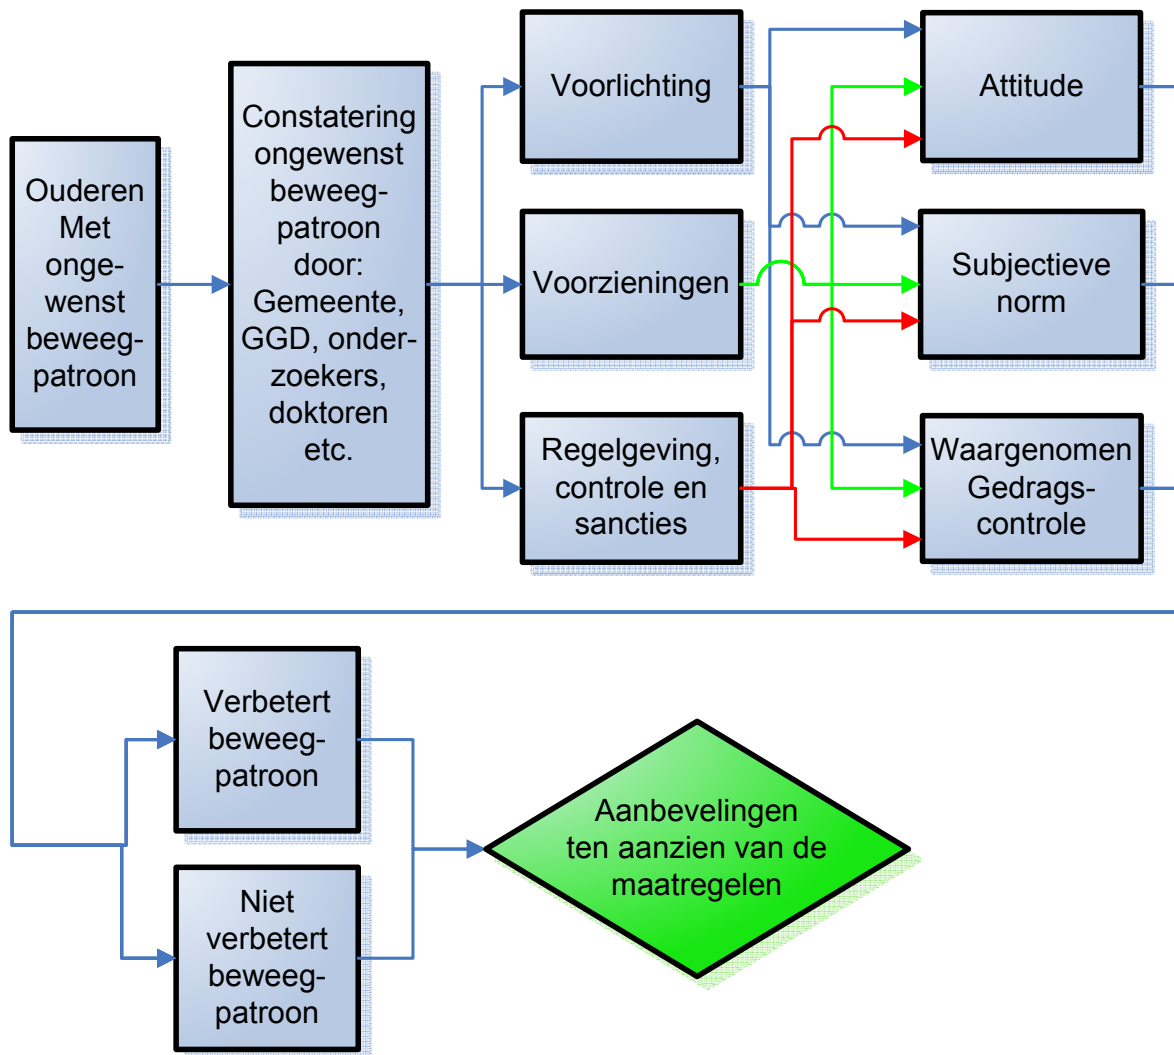 Ouderen
Met
onge-
wenst
beweeg-
patroon
Constatering
ongewenst
beweeg-
patroon
door:
Gemeente,
GGD, onder-
zoekers,
doktoren
etc.
Voorlichting
Voorzieningen
Regelgeving,
controle en
sancties
Attitude
Subjectieve
norm
Waargenomen
Gedrags-
controle
Verbetert
beweeg-
patroon
Niet
verbetert
beweeg-
patroon
Aanbevelingen
ten aanzien van de
maatregelen